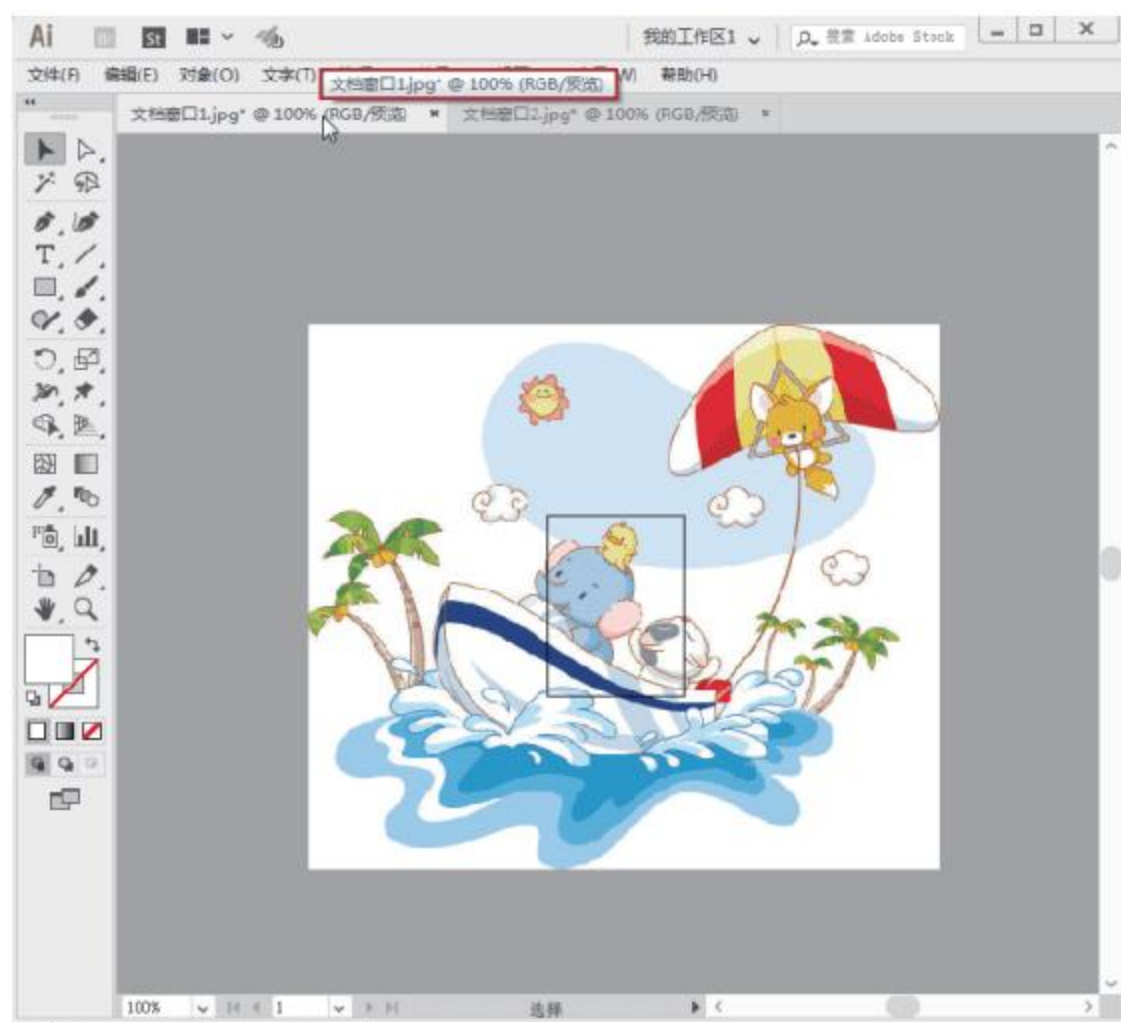 Ai St 我的工作区1 搜索 Adobe Stock
文件(F) 编辑(E) 对象(O) 文字(T) W) 帮助(H)
文档窗口1.jpg* @ 100% (RGB/预览)
文档窗口1.jpg* @ 100% (RGB/预览) × 文档窗口2.jpg* @ 100% (RGB/预览) ×
100% 1 选择